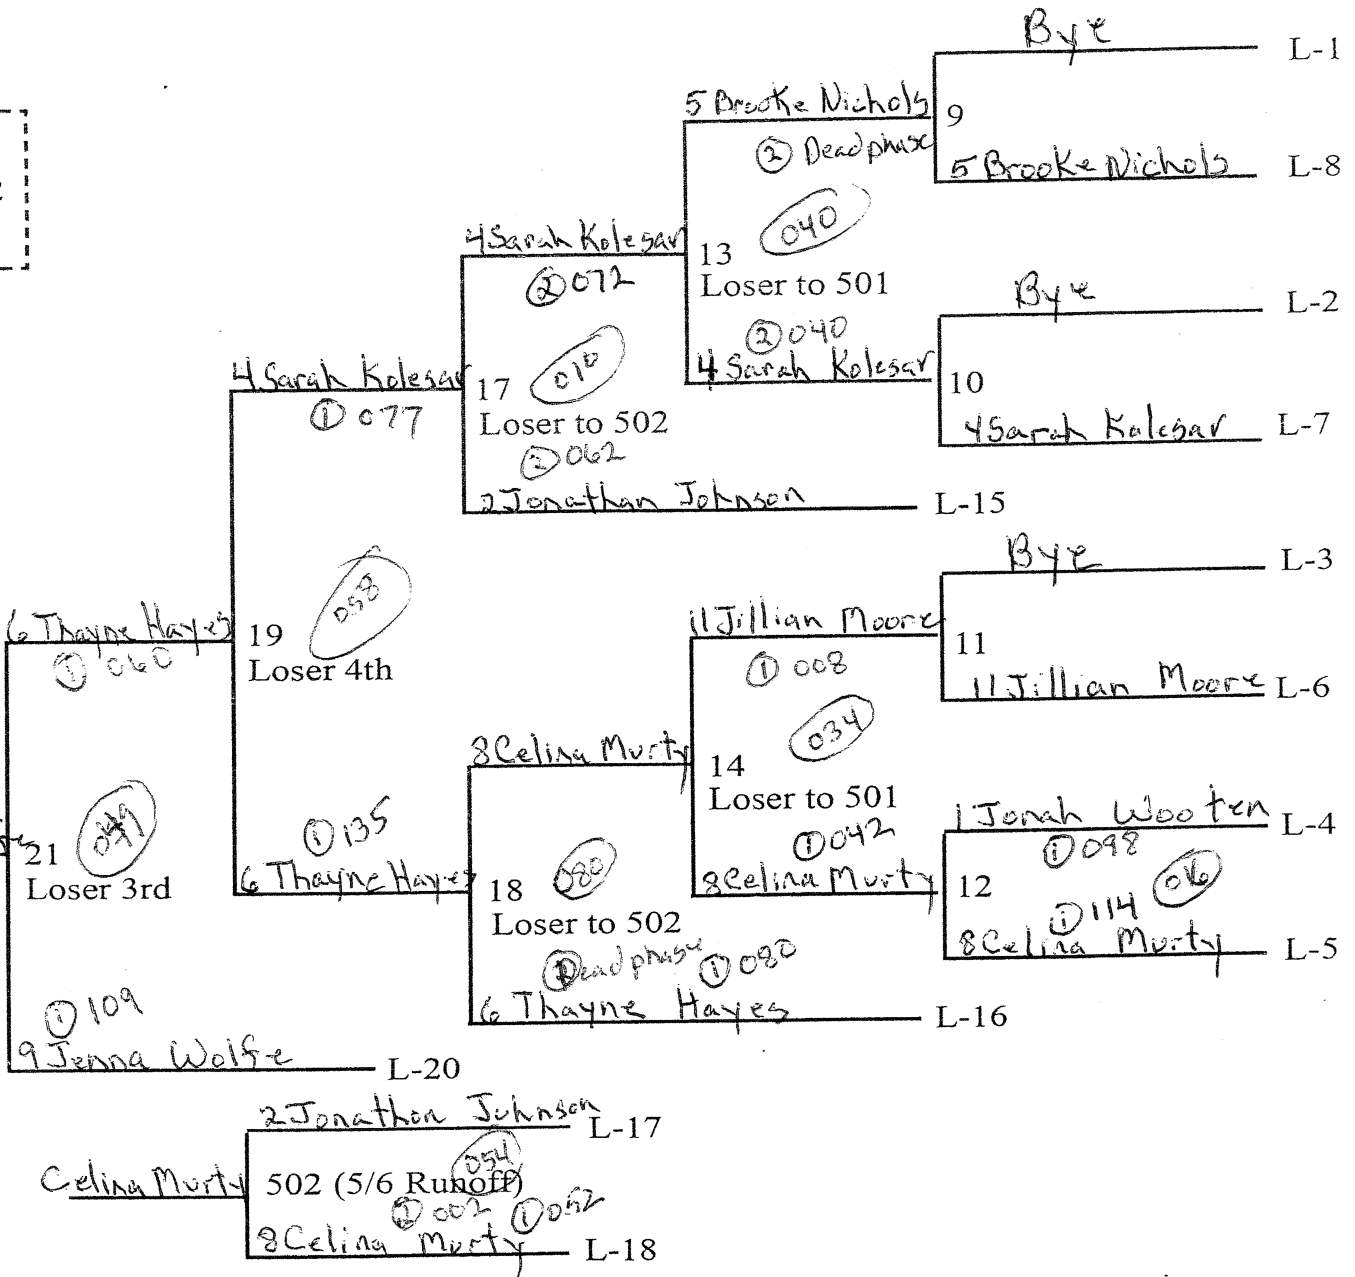 Bye L-1
5 Brooke Nichols
9
② Deadphase
5 Brooke Nichols L-8
040
4 Sarah Kolesar
13
Loser to 501
② 072
Bye L-2
② 040
4 Sarah Kolesar
10
4 Sarah Kolesar L-7
4 Sarah Kolesar
17
010
① 077
Loser to 502
② 062
2 Jonathan Johnson L-15
Bye L-3
058
11 Jillian Moore
6 Thayne Hayes
19
11
① 060
Loser 4th
① 008
11 Jillian Moore L-6
034
8 Celina Murty
14
Loser to 501
① 042
1 Jonah Wooten L-4
① 098
① 135
21
Loser 3rd
016
080
6 Thayne Hayes
18
8 Celina Murty
12
① 114
Loser to 502
8 Celina Murty L-5
Deadphase ① 080
6 Thayne Hayes L-16
① 109
9 Jenna Wolfe L-20
2 Jonathon Johnson L-17
054
Celina Murty
502 (5/6 Runoff)
② 002 ① 052
8 Celina Murty L-18